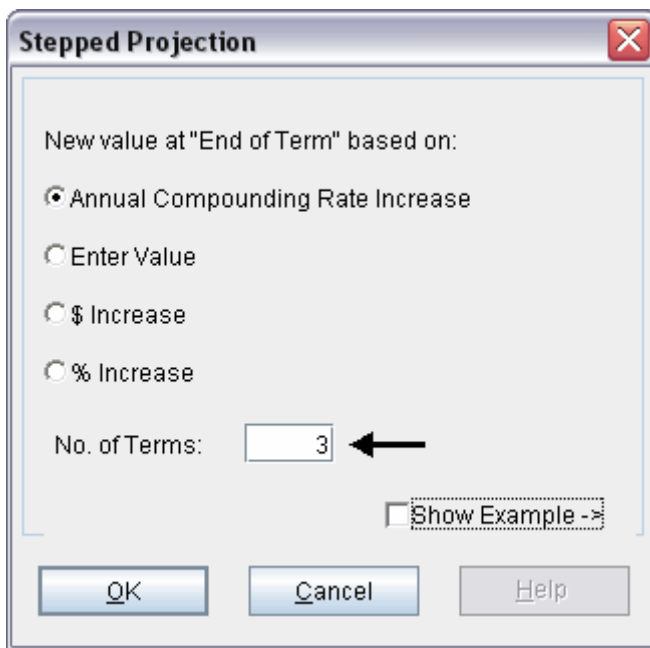 Stepped Projection
New value at "End of Term" based on:
Annual Compounding Rate Increase
Enter Value
$ Increase
% Increase
No. of Terms: 3
Show Example ->
OK Cancel Help